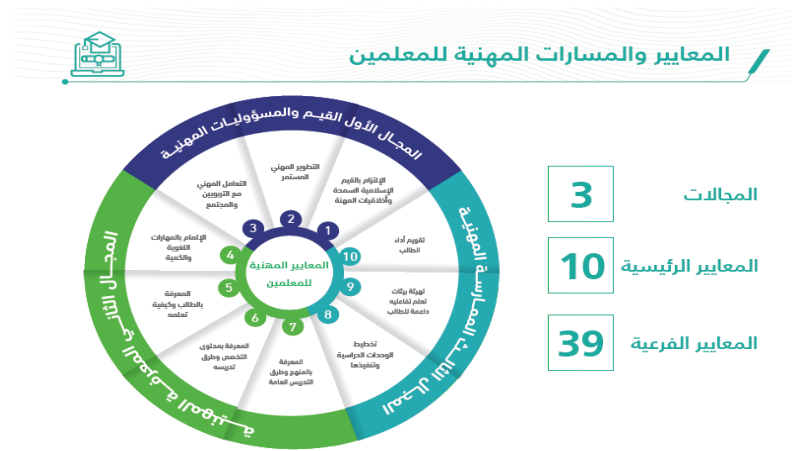 المعايير والمسارات المهنية للمعلمين
المجالات
3
المعايير الرئيسية
10
المعايير الفرعية
39
المجال الأول القيم والمسؤوليات المهنية
1
الإلتزام بالقيم
الإسلامية السمحة
وأخلاقيات المهنة
2
التطوير المهني
المستمر
3
التعامل المهني
مع التربويين
والمجتمع
المجال الثاني المعرفة المهنية
4
الإلمام بالمهارات
اللغوية
والكمية
5
المعرفة
بالطالب وكيفية
تعلمه
6
المعرفة بمحتوى
التخصص وطرق
تدريسه
7
المعرفة
بالمنهج وطرق
التدريس العامة
المجال الثالث الممارسة المهنية
8
تخطيط
الوحدات الدراسية
وتنفيذها
9
تهيئة بيئات
تعلم تفاعليه
داعمة للطالب
10
تقويم أداء
الطالب
المعايير المهنية
للمعلمين